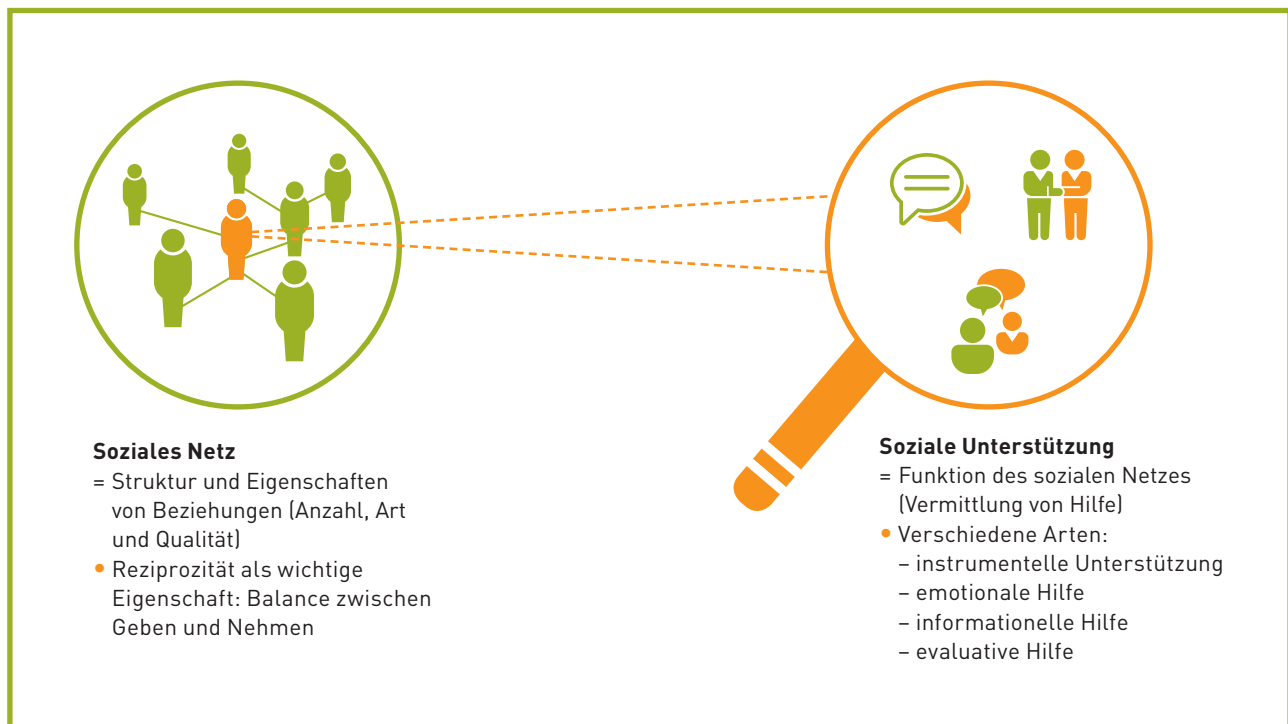 Soziales Netz
= Struktur und Eigenschaften
von Beziehungen (Anzahl, Art
und Qualität)
• Reziprozität als wichtige
Eigenschaft: Balance zwischen
Geben und Nehmen
Soziale Unterstützung
= Funktion des sozialen Netzes
(Vermittlung von Hilfe)
• Verschiedene Arten:
– instrumentelle Unterstützung
– emotionale Hilfe
– informationelle Hilfe
– evaluative Hilfe